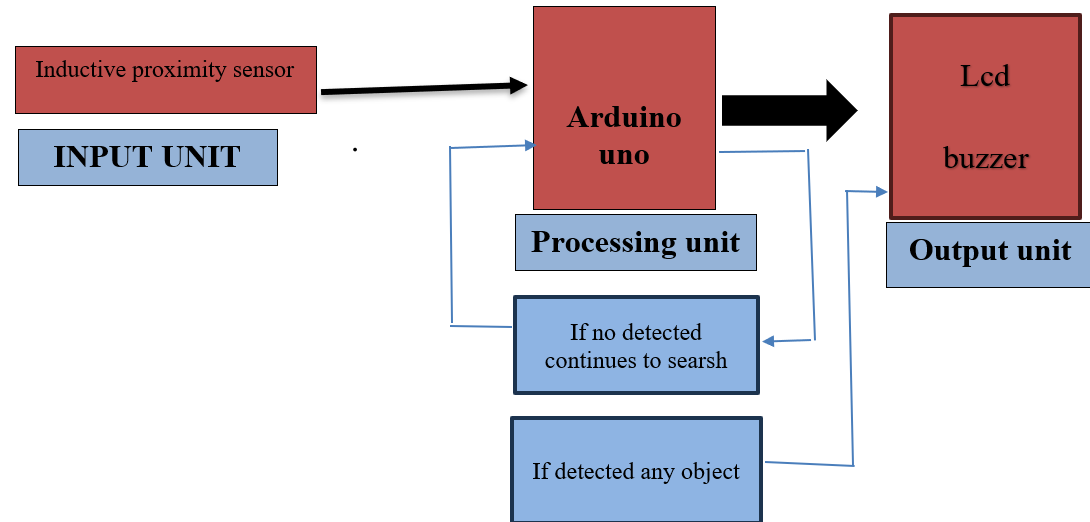 Inductive proximity sensor
INPUT UNIT
Arduino
uno
Processing unit
Lcd
buzzer
Output unit
If no detected
continues to searsh
If detected any object